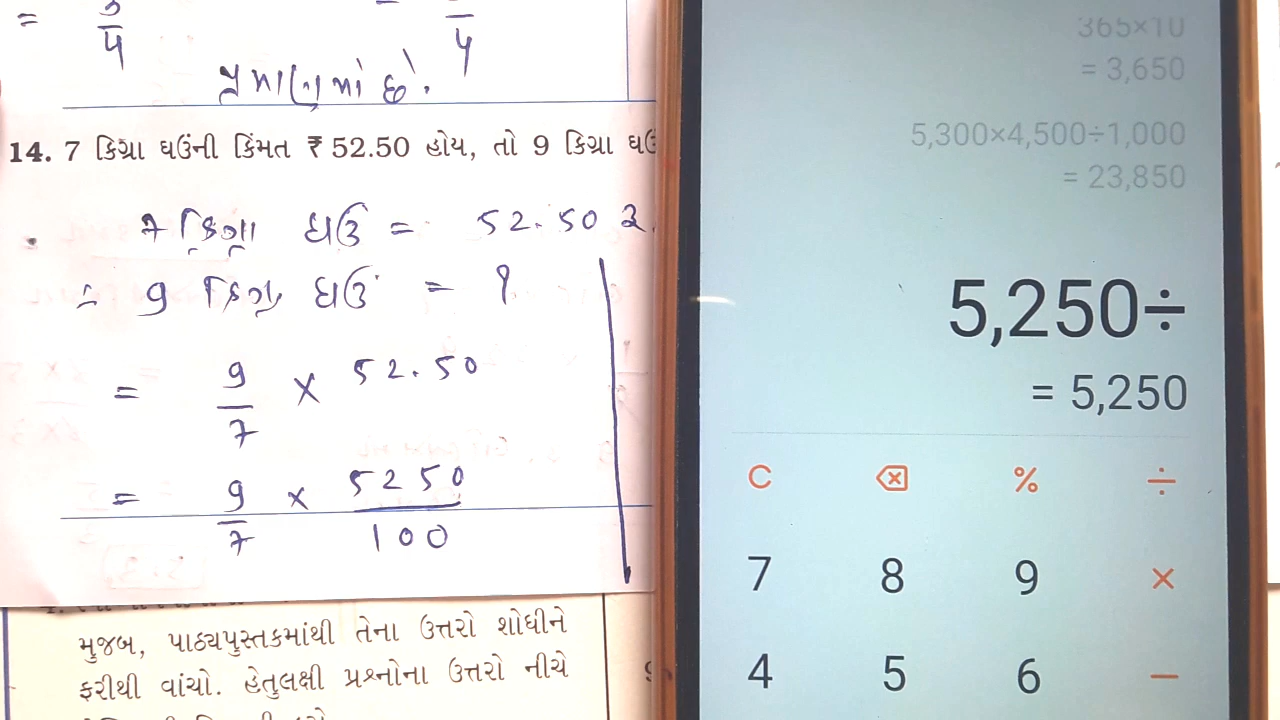 = 3/4 = /4
પ્રમાણમાં છે.
14. 7 કિગ્રા ઘઉંની કિંમત ₹ 52.50 હોય, તો 9 કિગ્રા ઘઉં
7 કિગ્રા ઘઉં = 52.50 રૂ.
∴ 9 કિગ્રા ઘઉં = ?
= 9/7 × 52.50
= 9/7 × 5250/100
મુજબ, પાઠ્યપુસ્તકમાંથી તેના ઉત્તરો શોધીને
ફરીથી વાંચો. હેતુલક્ષી પ્રશ્નોના ઉત્તરો નીચે
365×10
= 3,650
5,300×4,500÷1,000
= 23,850
5,250÷
= 5,250
C % ÷
7 8 9 ×
4 5 6 −